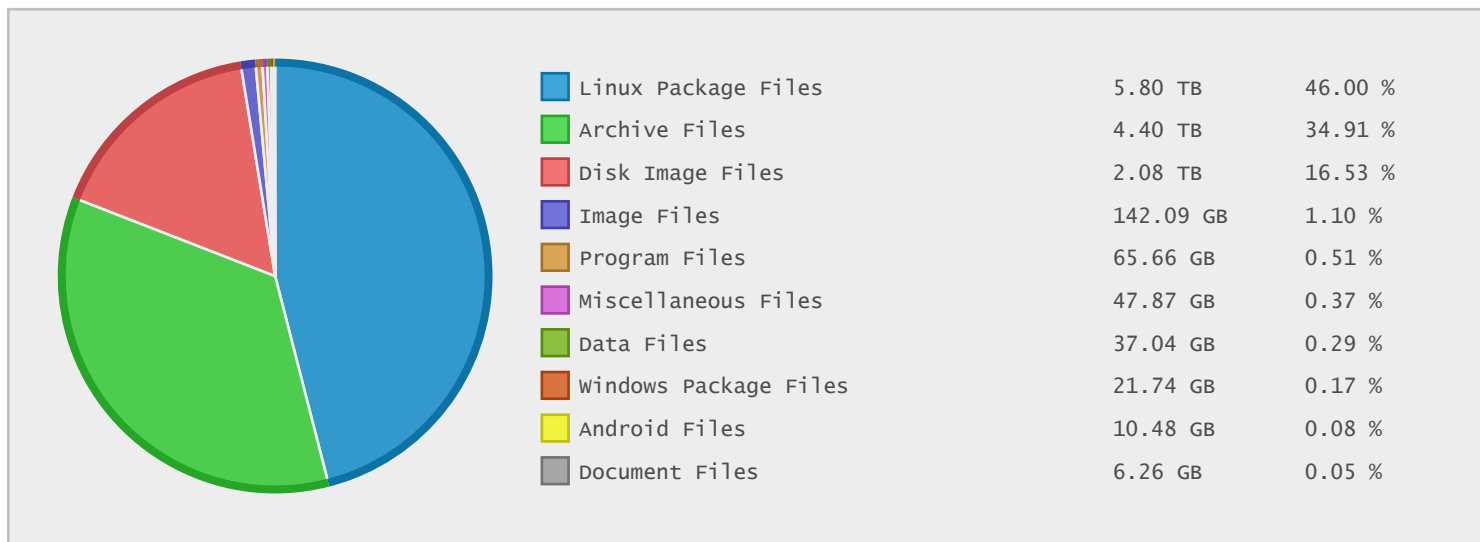 Linux Package Files 5.80 TB 46.00 %
Archive Files 4.40 TB 34.91 %
Disk Image Files 2.08 TB 16.53 %
Image Files 142.09 GB 1.10 %
Program Files 65.66 GB 0.51 %
Miscellaneous Files 47.87 GB 0.37 %
Data Files 37.04 GB 0.29 %
Windows Package Files 21.74 GB 0.17 %
Android Files 10.48 GB 0.08 %
Document Files 6.26 GB 0.05 %